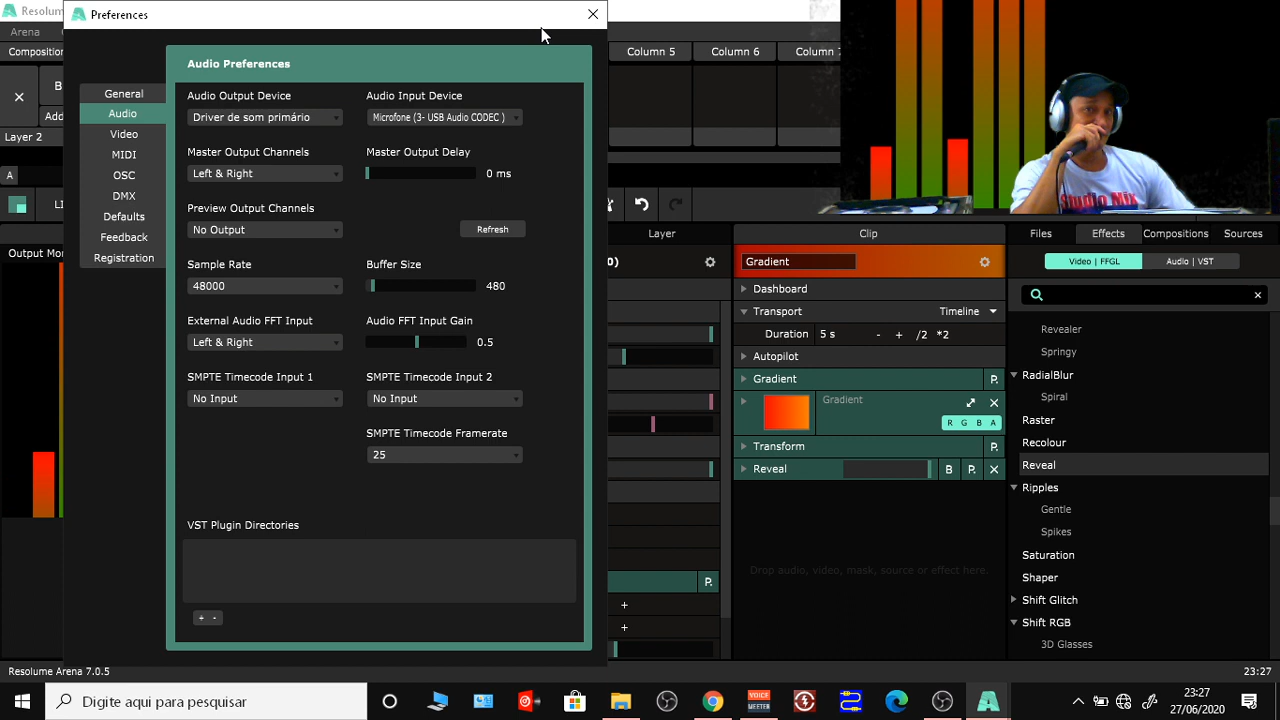 Resolume
Preferences
Arena
Composition
Column 5
Column 6
Column 7
Audio Preferences
General
Audio
Video
MIDI
OSC
DMX
Defaults
Feedback
Registration
Audio Output Device
Audio Input Device
Driver de som primário
Microfone (3- USB Audio CODEC )
Master Output Channels
Master Output Delay
Left & Right
0 ms
Preview Output Channels
No Output
Refresh
Sample Rate
Buffer Size
48000
480
External Audio FFT Input
Audio FFT Input Gain
Left & Right
0.5
SMPTE Timecode Input 1
SMPTE Timecode Input 2
No Input
No Input
SMPTE Timecode Framerate
25
VST Plugin Directories
+ -
B
Add
Layer 2
A
Output Mo
Studio Mix
Layer
Clip
Gradient
Dashboard
Transport
Timeline
Duration
5 s
- + /2 *2
Autopilot
Gradient
P.
Gradient
R G B A
Transform
P.
Reveal
B
P.
P.
Drop audio, video, mask, source or effect here.
Files
Effects
Compositions
Sources
Video | FFGL
Audio | VST
Revealer
Springy
RadialBlur
Spiral
Raster
Recolour
Reveal
Ripples
Gentle
Spikes
Saturation
Shaper
Shift Glitch
Shift RGB
3D Glasses
Resolume Arena 7.0.5
23:27
Digite aqui para pesquisar
VOICE
MEETER
23:27
27/06/2020